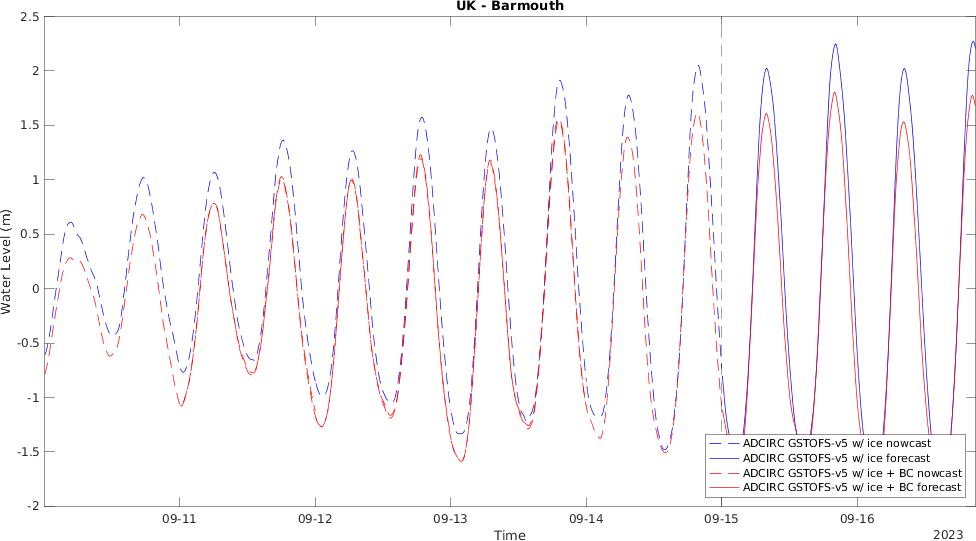 UK - Barmouth
2.5
2
1.5
1
0.5
0
-0.5
-1
-1.5
-2
Water Level (m)
ADCIRC GSTOFS-v5 w/ ice nowcast
ADCIRC GSTOFS-v5 w/ ice forecast
ADCIRC GSTOFS-v5 w/ ice + BC nowcast
ADCIRC GSTOFS-v5 w/ ice + BC forecast
09-11 09-12 09-13 09-14 09-15 09-16
Time
2023